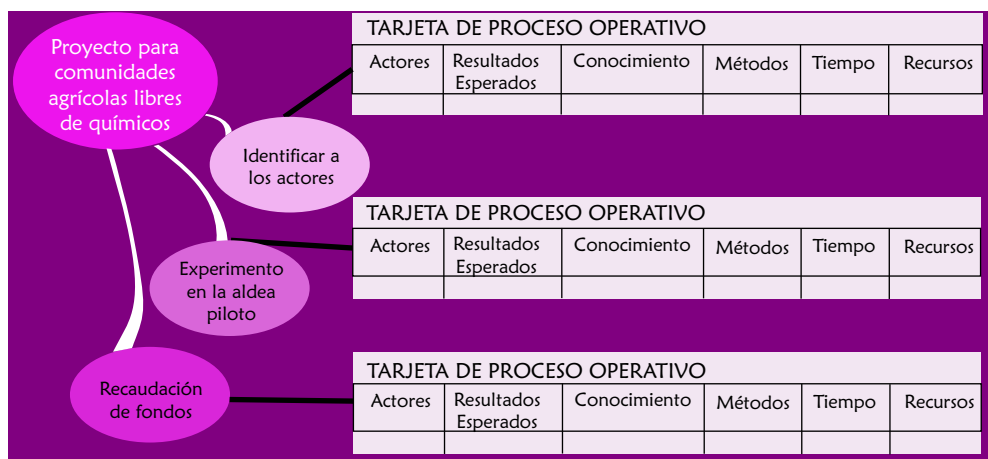 Proyecto para
comunidades
agrícolas libres
de químicos
TARJETA DE PROCESO OPERATIVO
Actores Resultados Esperados Conocimiento Métodos Tiempo Recursos
Identificar a
los actores
TARJETA DE PROCESO OPERATIVO
Actores Resultados Esperados Conocimiento Métodos Tiempo Recursos
Experimento
en la aldea
piloto
TARJETA DE PROCESO OPERATIVO
Actores Resultados Esperados Conocimiento Métodos Tiempo Recursos
Recaudación
de fondos